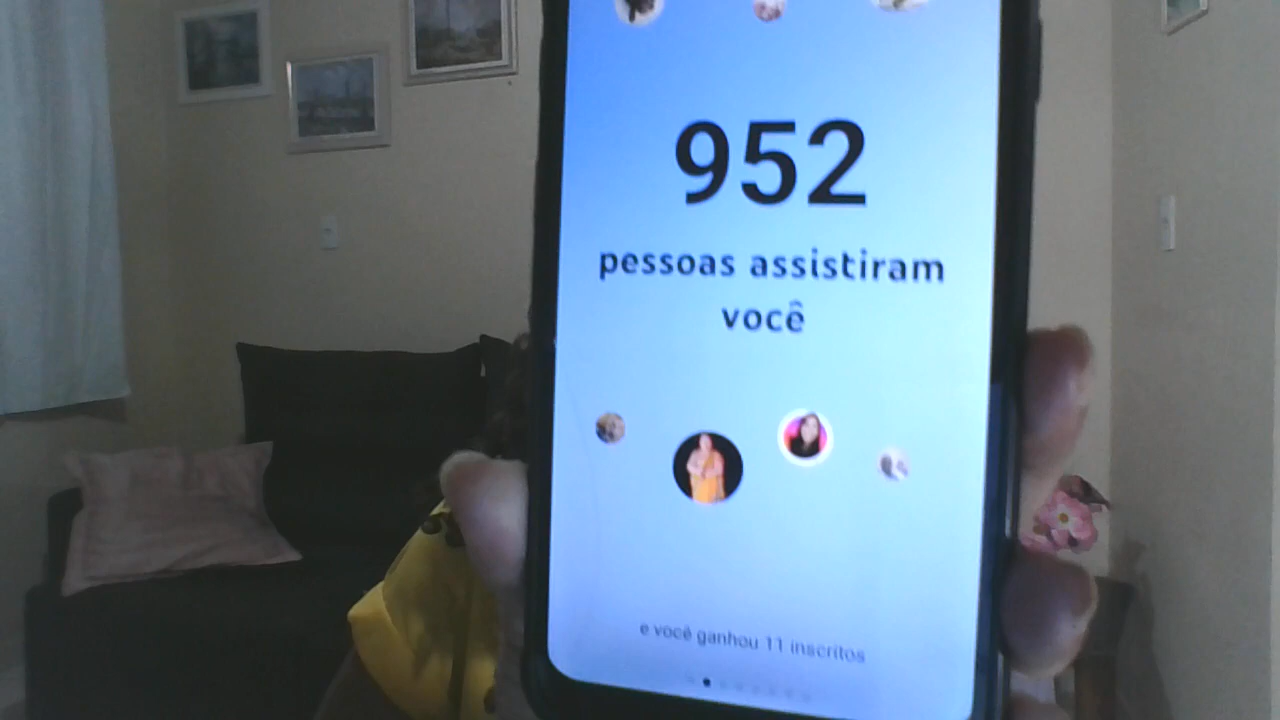 952
pessoas assistiram
você
e você ganhou 11 inscritos